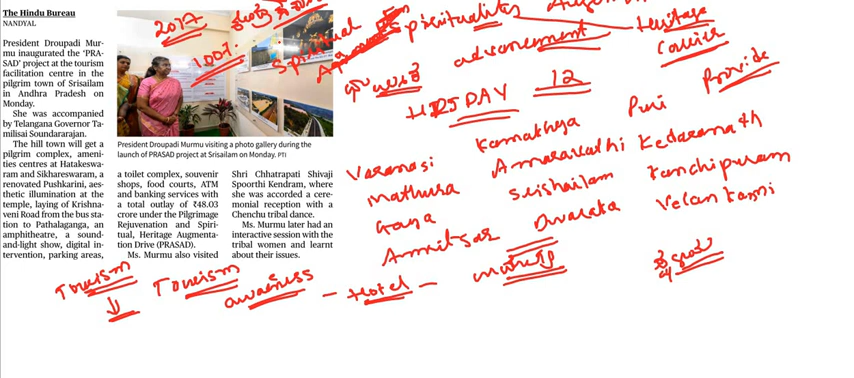 The Hindu Bureau
NANDYAL
President Droupadi Mur-
mu inaugurated the ‘PRA-
SAD’ project at the tourism
facilitation centre in the
pilgrim town of Srisailam
in Andhra Pradesh on
Monday.
She was accompanied
by Telangana Governor Ta-
milisai Soundararajan.
The hill town will get a
pilgrim complex, ameni-
ties centres at Hatakeswa-
ram and Sikhareswaram, a
renovated Pushkarini, aes-
thetic illumination at the
temple, laying of Krishna-
veni Road from the bus sta-
tion to Pathalaganga, an
amphitheatre, a sound-
and-light show, digital in-
tervention, parking areas,
President Droupadi Murmu visiting a photo gallery during the
launch of PRASAD project at Srisailam on Monday. PTI
a toilet complex, souvenir
shops, food courts, ATM
and banking services with
a total outlay of ₹48.03
crore under the Pilgrimage
Rejuvenation and Spiri-
tual, Heritage Augmenta-
tion Drive (PRASAD).
Ms. Murmu also visited
Shri Chhatrapati Shivaji
Spoorthi Kendram, where
she was accorded a cere-
monial reception with a
Chenchu tribal dance.
Ms. Murmu later had an
interactive session with the
tribal women and learnt
about their issues.
2017
100%
Spiritual
Spirituality
advancement
Heritage
Carrier
Provide
12
Kamakhya Puri
Varanasi Amaravathi Kedaranath
Mathura Srishailam Kanchipuram
Gaya Dwaraka Velankanni
Amritsar
Tourism
Tourism
awarness - Hotel -